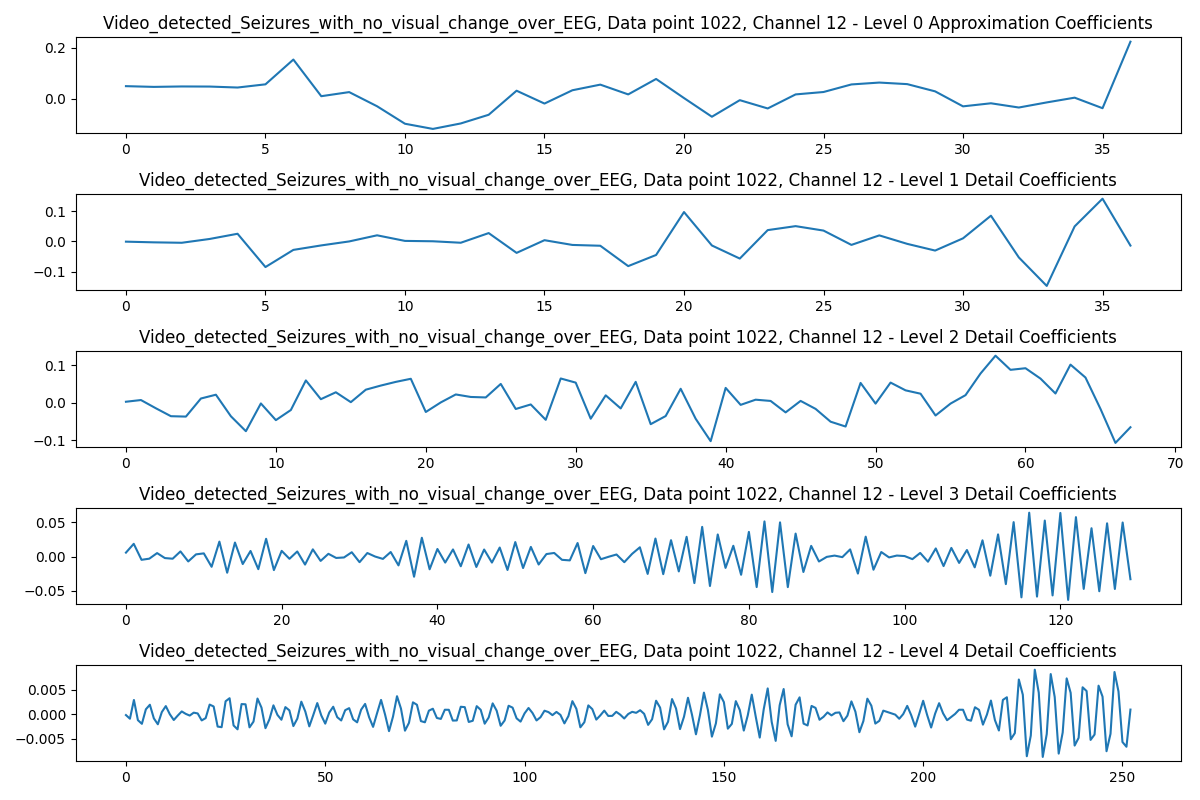 Video_detected_Seizures_with_no_visual_change_over_EEG, Data point 1022, Channel 12 - Level 0 Approximation Coefficients
0.2
0.0
0 5 10 15 20 25 30 35
Video_detected_Seizures_with_no_visual_change_over_EEG, Data point 1022, Channel 12 - Level 1 Detail Coefficients
0.1
0.0
−0.1
0 5 10 15 20 25 30 35
Video_detected_Seizures_with_no_visual_change_over_EEG, Data point 1022, Channel 12 - Level 2 Detail Coefficients
0.1
0.0
−0.1
0 10 20 30 40 50 60 70
Video_detected_Seizures_with_no_visual_change_over_EEG, Data point 1022, Channel 12 - Level 3 Detail Coefficients
0.05
0.00
−0.05
0 20 40 60 80 100 120
Video_detected_Seizures_with_no_visual_change_over_EEG, Data point 1022, Channel 12 - Level 4 Detail Coefficients
0.005
0.000
−0.005
0 50 100 150 200 250